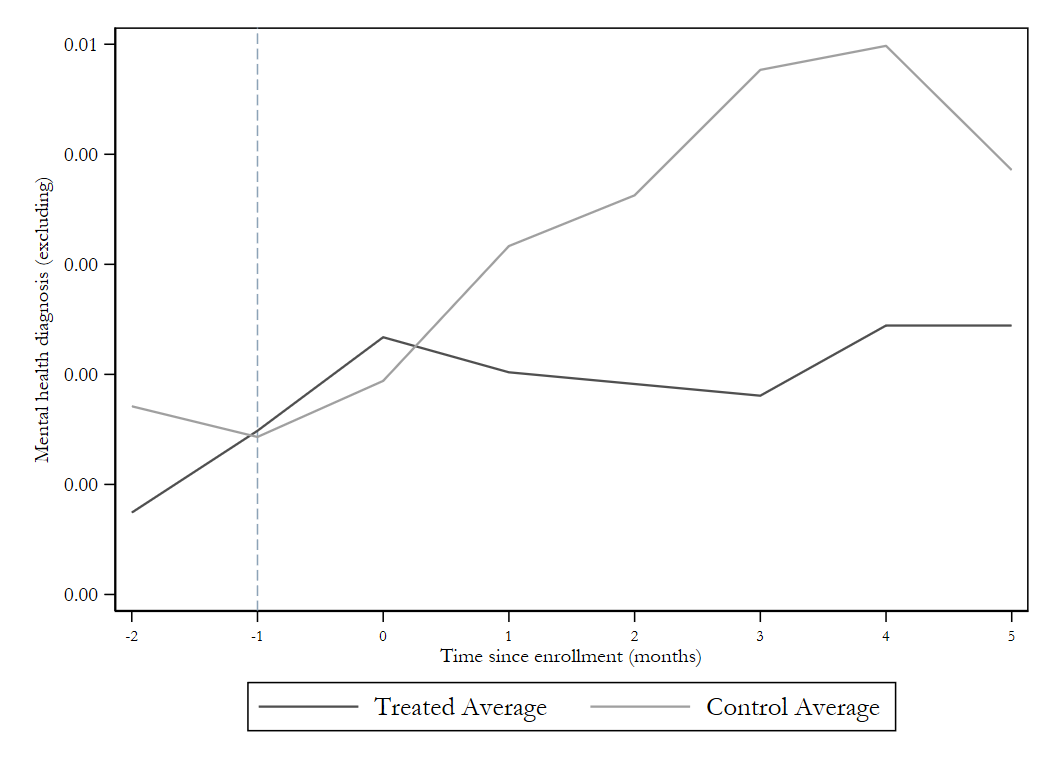 Mental health diagnosis (excluding)
0.01
0.00
0.00
0.00
0.00
0.00
-2 -1 0 1 2 3 4 5
Time since enrollment (months)
Treated Average Control Average